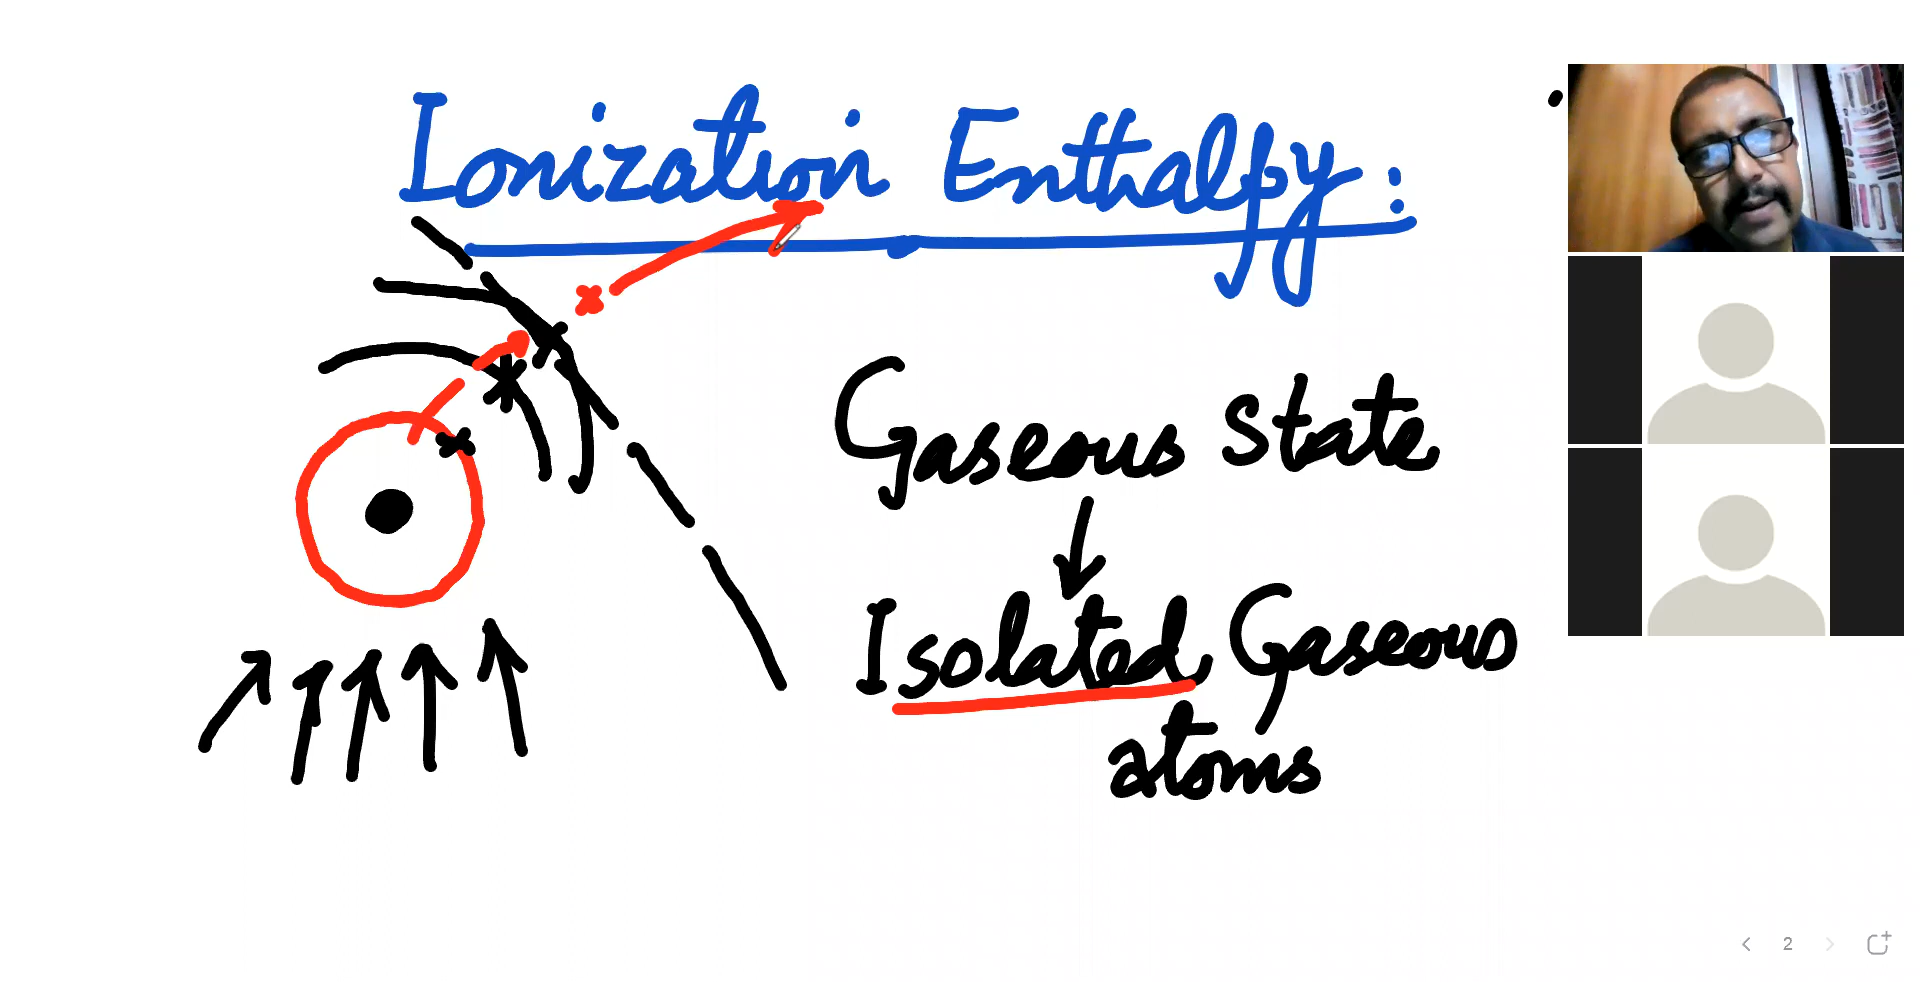 Ionization Enthalpy:
Gaseous State
Isolated Gaseous
atoms
2